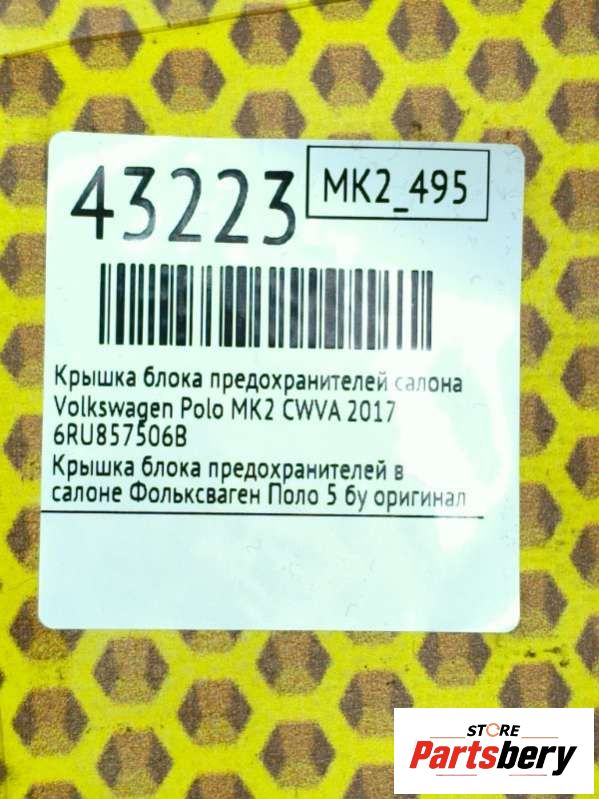 43223
MK2_495
Крышка блока предохранителей салона
Volkswagen Polo MK2 CWVA 2017
6RU857506B
Крышка блока предохранителей в
салоне Фольксваген Поло 5 бу оригинал
STORE
Partsbery